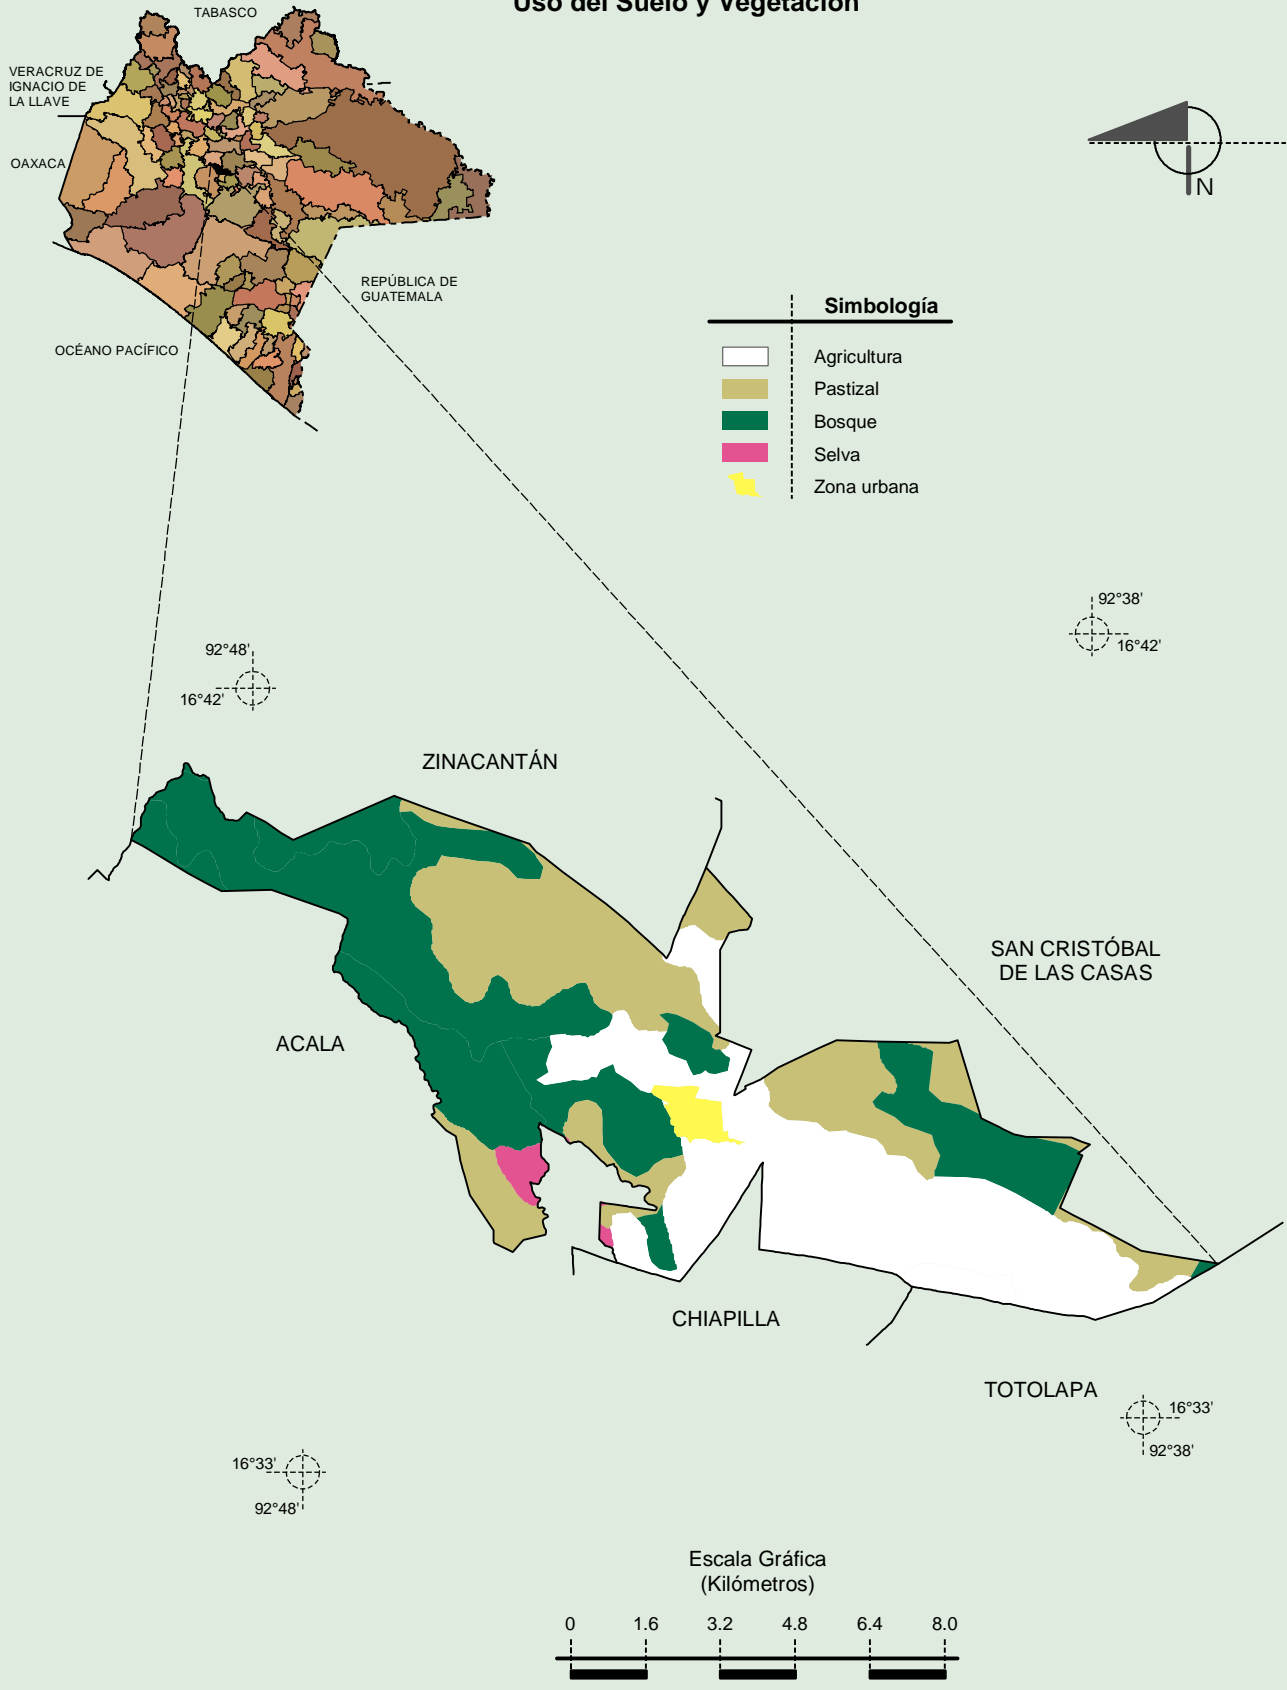 Uso del Suelo y Vegetación
TABASCO
VERACRUZ DE
IGNACIO DE
LA LLAVE
OAXACA
REPÚBLICA DE
GUATEMALA
OCÉANO PACÍFICO
N
Simbología
Agricultura
Pastizal
Bosque
Selva
Zona urbana
92°38'
16°42'
92°48'
16°42'
ZINACANTÁN
SAN CRISTÓBAL
DE LAS CASAS
ACALA
CHIAPILLA
TOTOLAPA
16°33'
92°38'
16°33'
92°48'
Escala Gráfica
(Kilómetros)
0 1.6 3.2 4.8 6.4 8.0